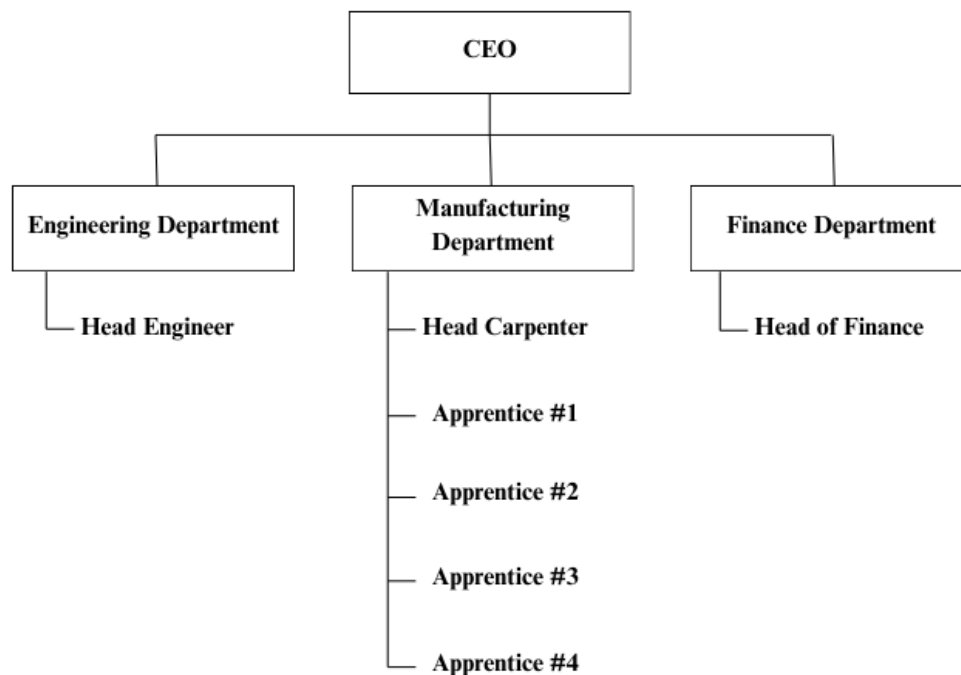 CEO
Engineering Department
Manufacturing
Department
Finance Department
Head Engineer
Head Carpenter
Head of Finance
Apprentice #1
Apprentice #2
Apprentice #3
Apprentice #4